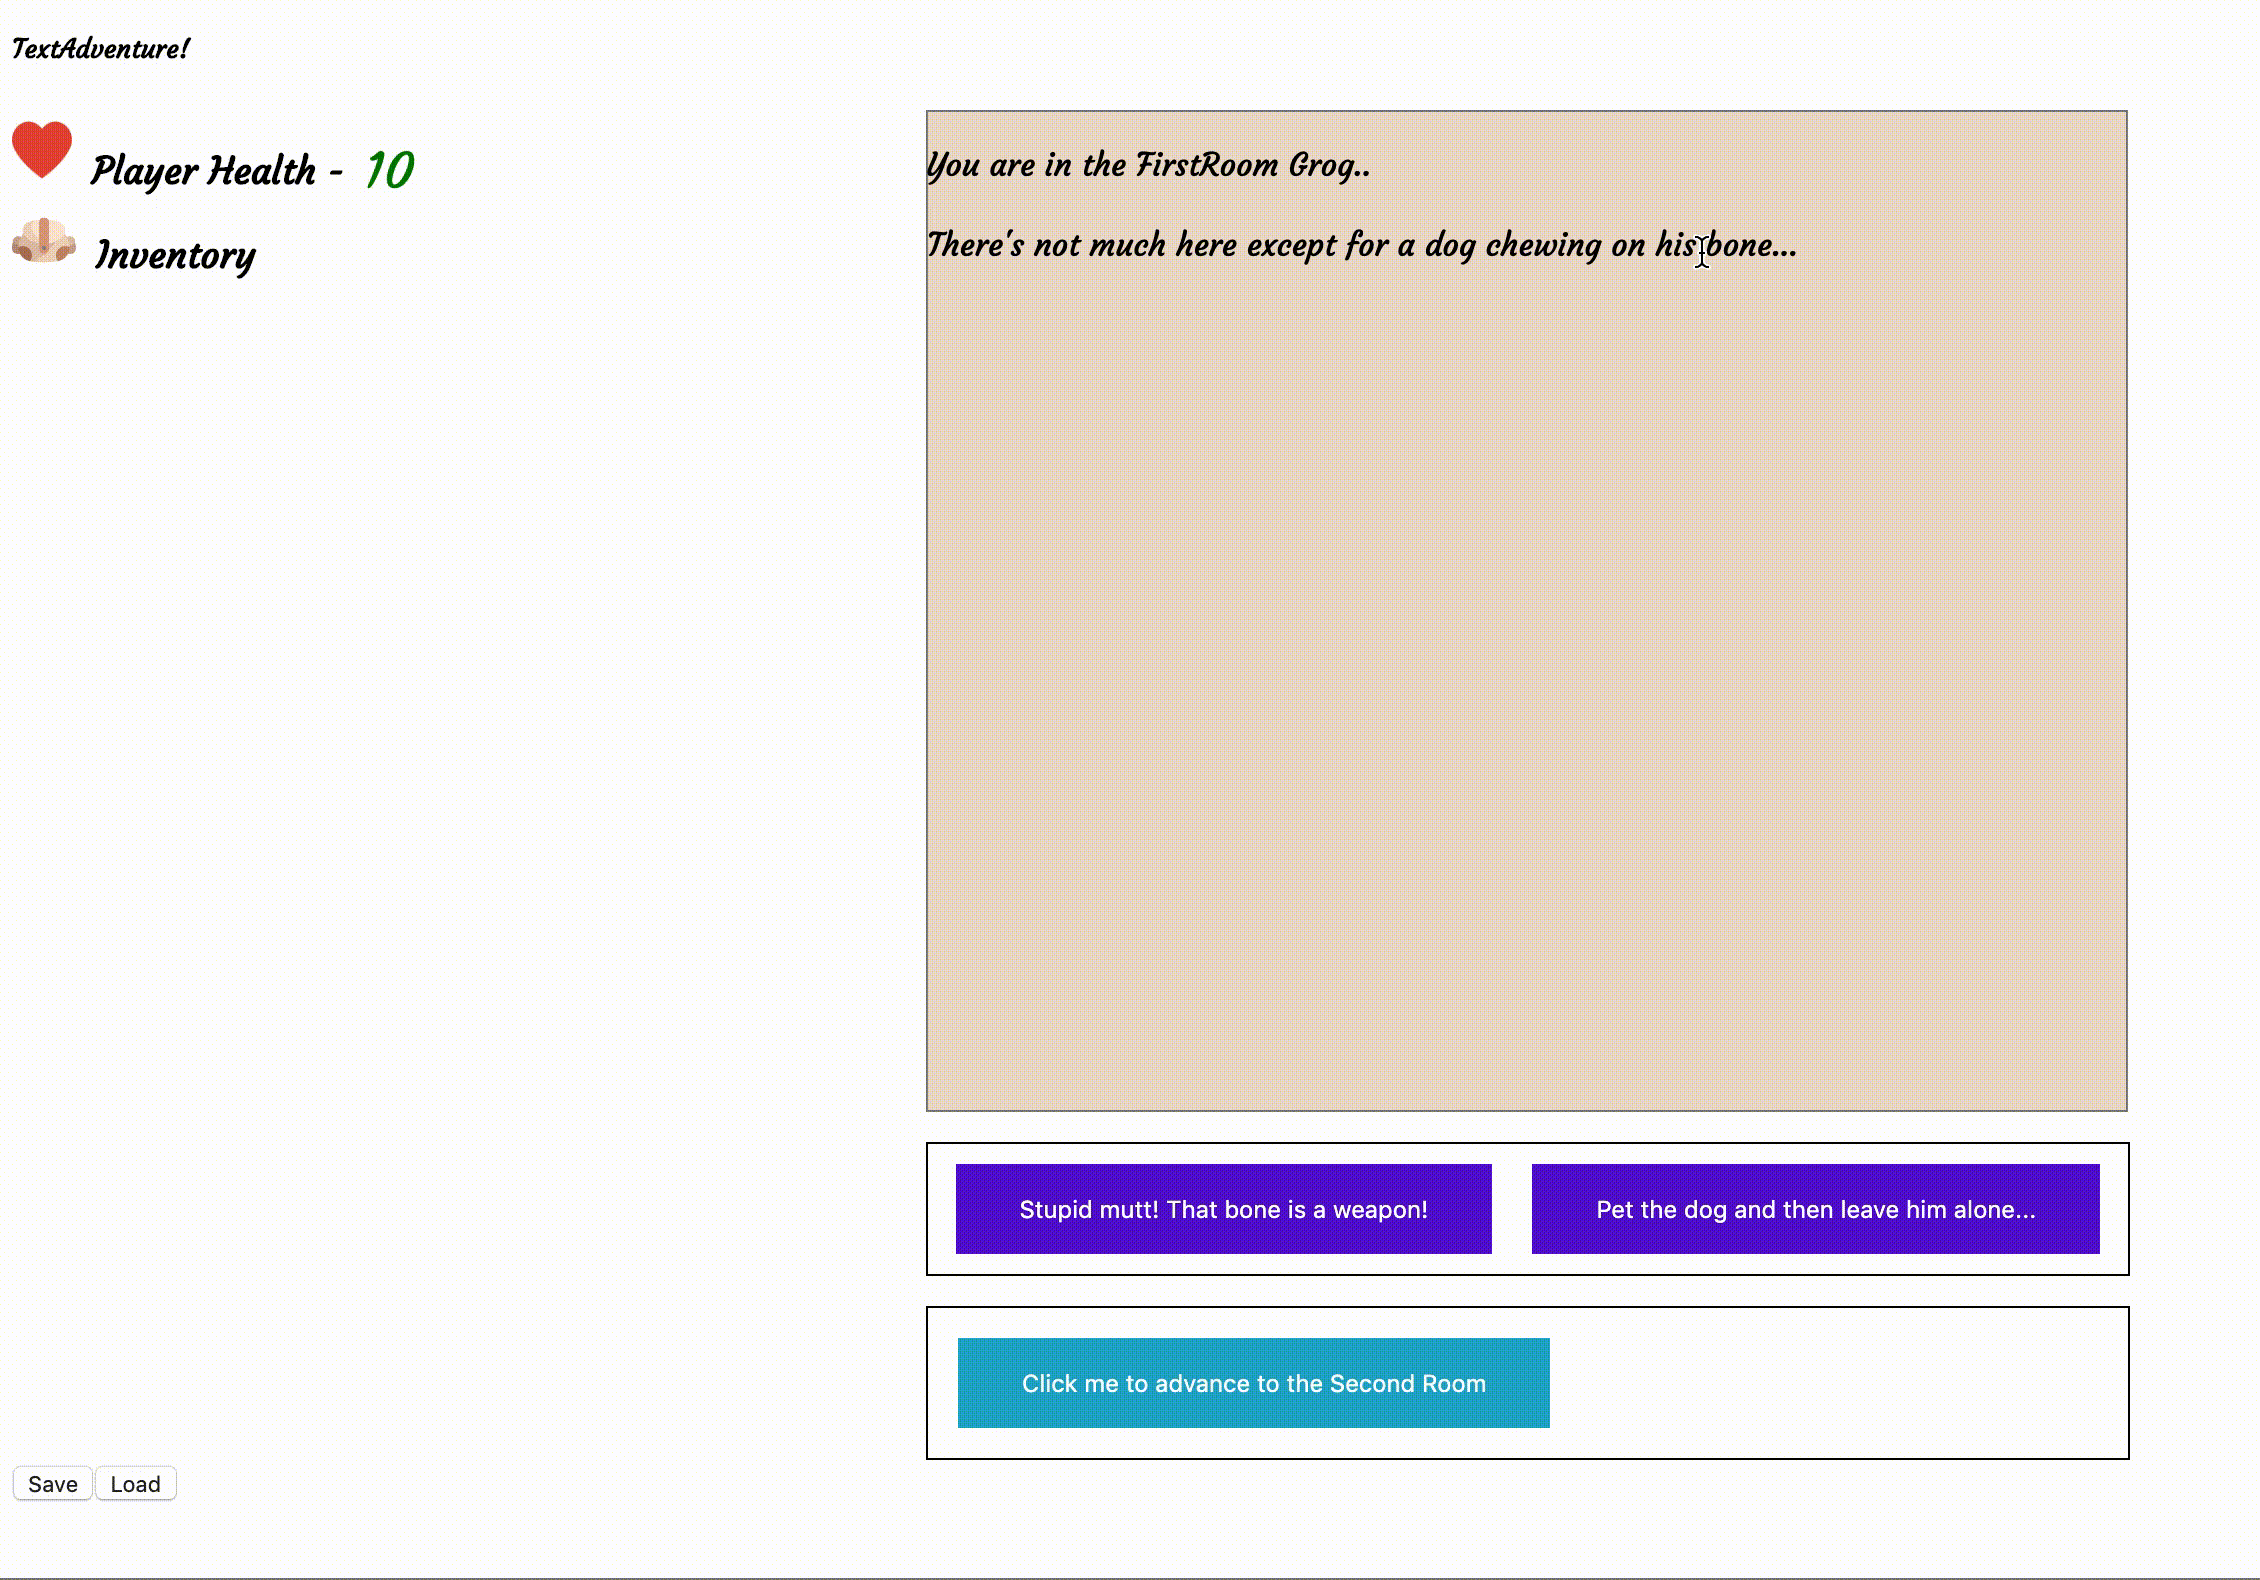 TextAdventure!
Player Health - 10
Inventory
You are in the FirstRoom Grog..
There's not much here except for a dog chewing on his bone...
Stupid mutt! That bone is a weapon!
Pet the dog and then leave him alone...
Click me to advance to the Second Room
Save
Load